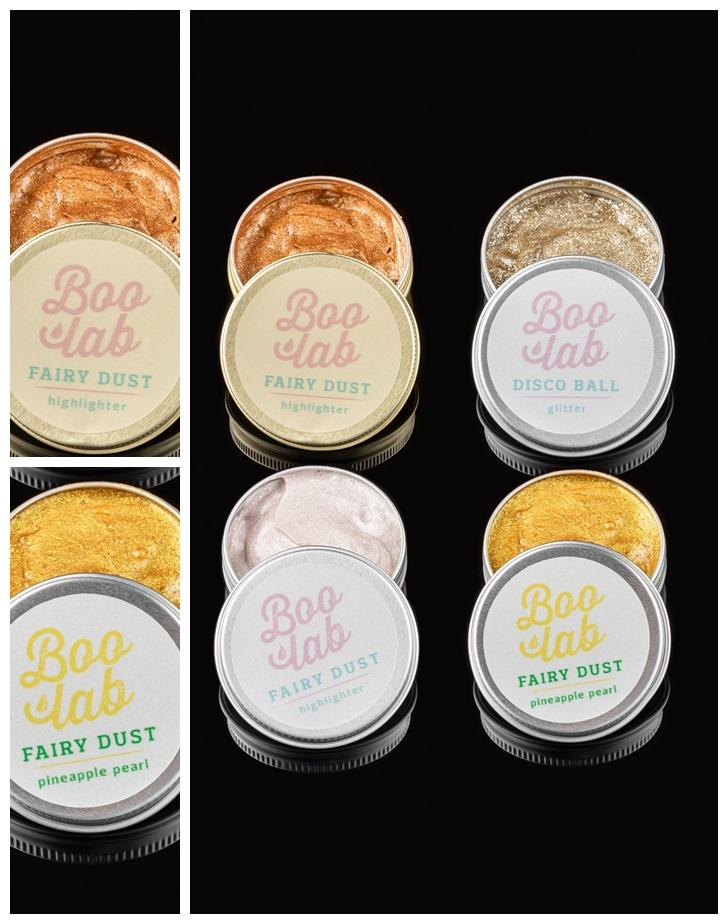 Boo
lab
FAIRY DUST
highlighter
Boo
lab
FAIRY DUST
pineapple pearl
Boo
lab
FAIRY DUST
highlighter
Boo
lab
DISCO BALL
glitter
Boo
lab
FAIRY DUST
highlighter
Boo
lab
FAIRY DUST
pineapple pearl